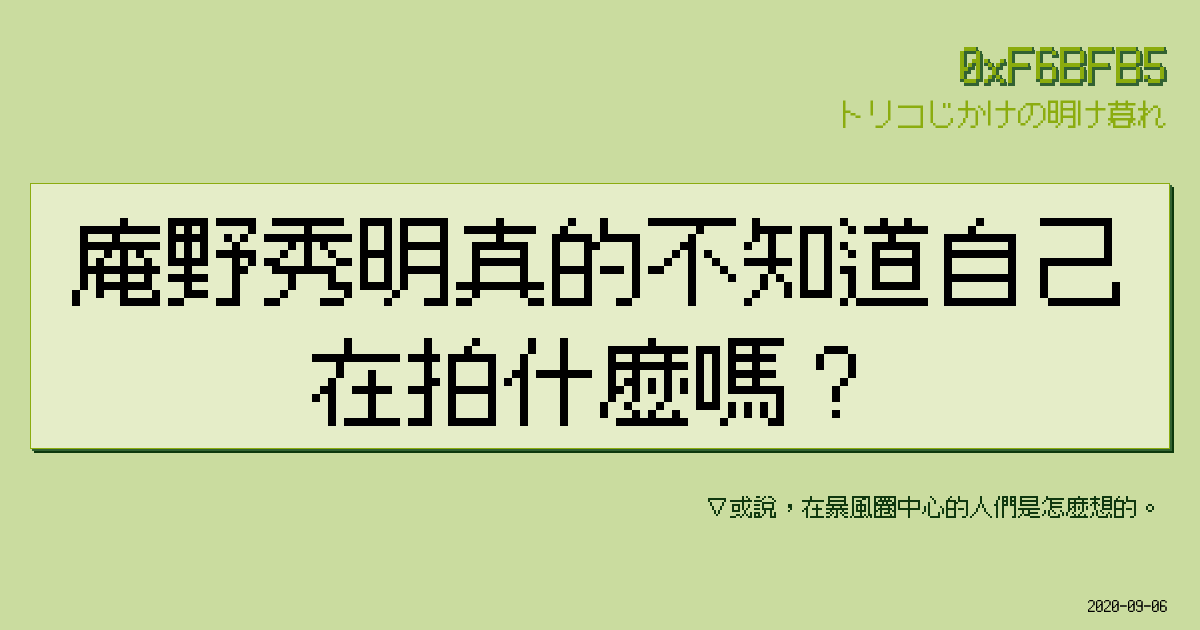 0xF6BFB5
トリコじかけの明け暮れ
庵野秀明真的不知道自己
在拍什麼嗎？
▽或說，在暴風圈中心的人們是怎麼想的。
2020-09-06